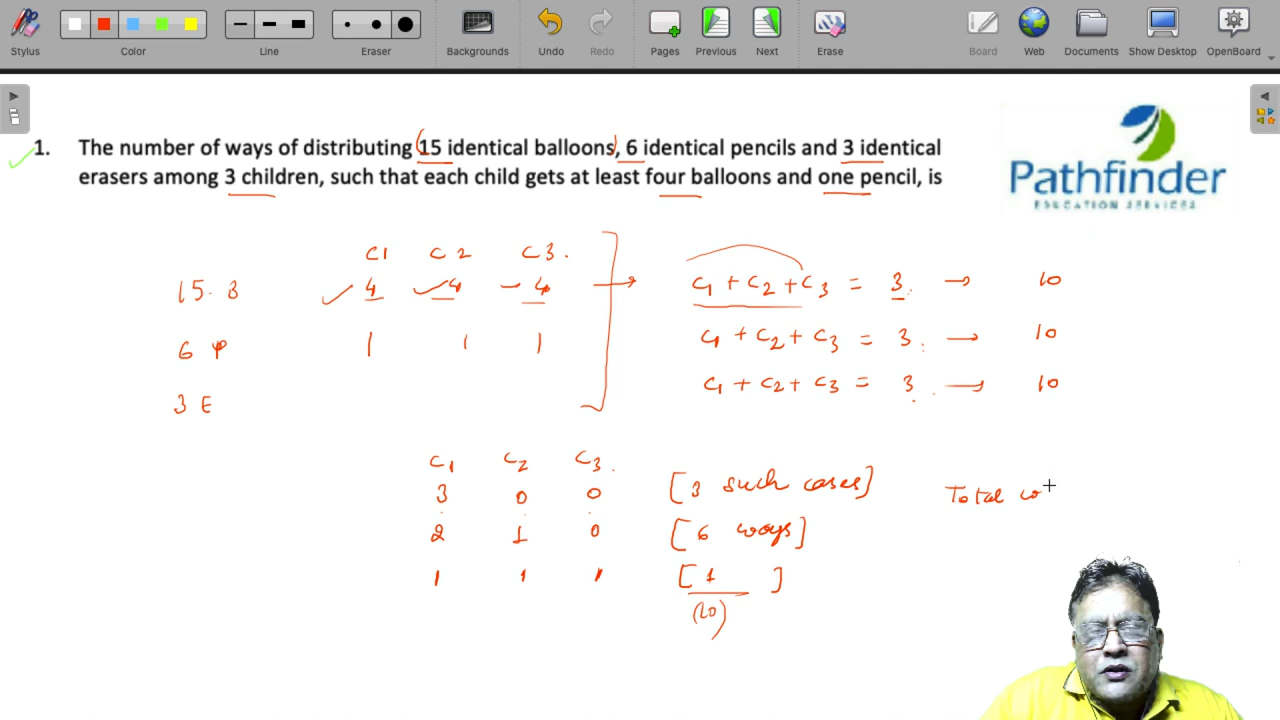 Stylus Color Line Eraser Backgrounds Undo Redo Pages Previous Next Erase Board Web Documents Show Desktop OpenBoard
1. The number of ways of distributing 15 identical balloons, 6 identical pencils and 3 identical
erasers among 3 children, such that each child gets at least four balloons and one pencil, is
Pathfinder
EDUCATION SERVICES
C1 C2 C3.
15. B 4 4 4 C1 + C2 + C3 = 3. 10
6 P 1 1 1 C1 + C2 + C3 = 3. 10
C1 + C2 + C3 = 3. 10
3 E
C1 C2 C3.
3 0 0 [3 such cases] Total
2 1 0 [6 ways]
1 1 1 [1 ]
(10)